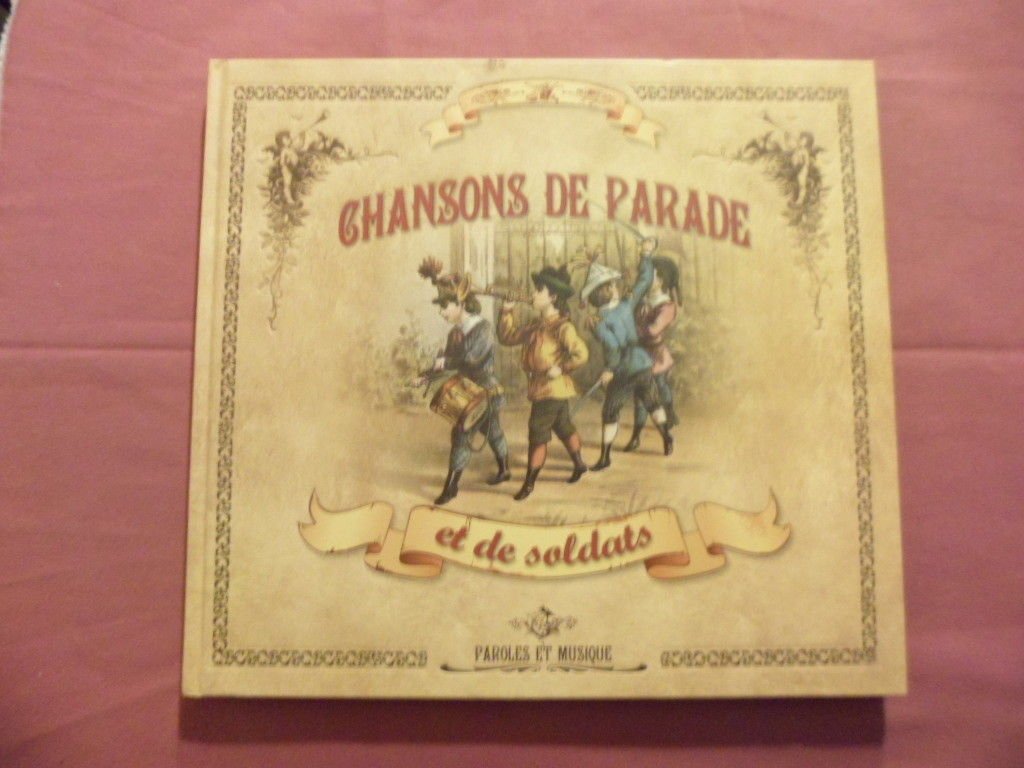 CHANSONS DE PARADE
et de soldats
PAROLES ET MUSIQUE